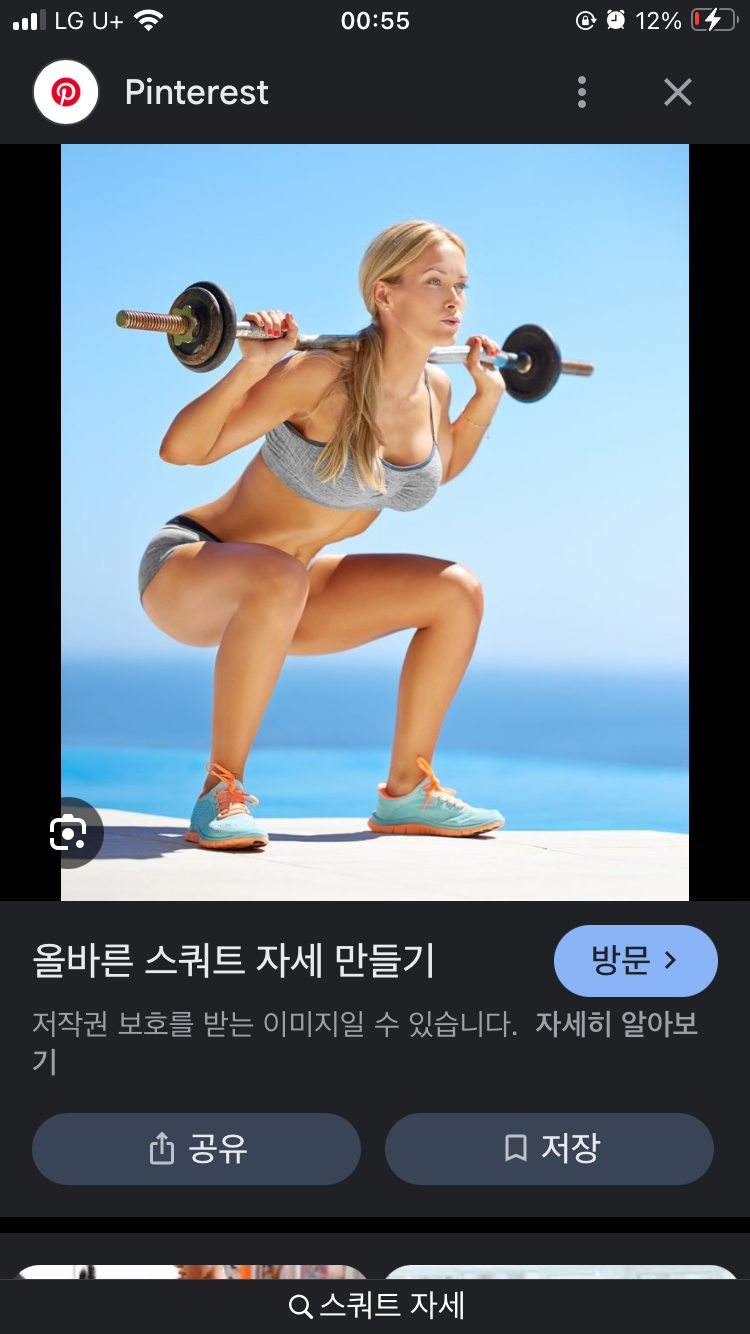 LG U+ 00:55 12%
Pinterest
올바른 스쿼트 자세 만들기
방문
저작권 보호를 받는 이미지일 수 있습니다. 자세히 알아보
기
공유 저장
스쿼트 자세